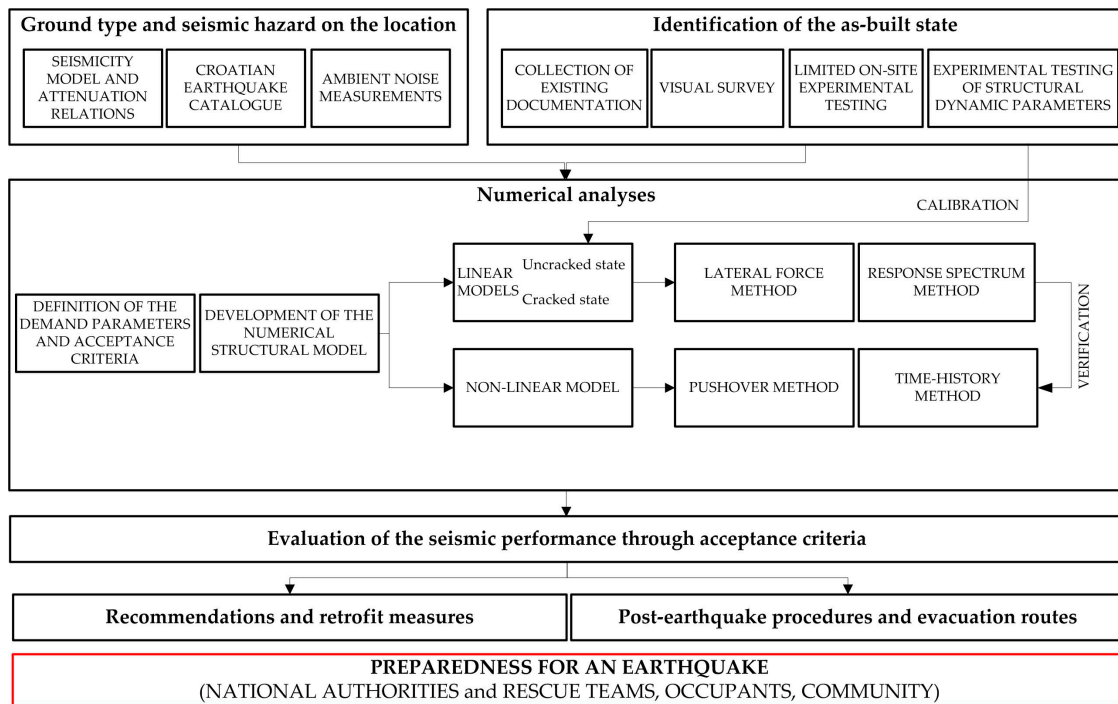 Ground type and seismic hazard on the location
SEISMICITY
MODEL AND
ATTENUATION
RELATIONS
CROATIAN
EARTHQUAKE
CATALOGUE
AMBIENT NOISE
MEASUREMENTS
Identification of the as-built state
COLLECTION OF
EXISTING
DOCUMENTATION
VISUAL SURVEY
LIMITED ON-SITE
EXPERIMENTAL
TESTING
EXPERIMENTAL TESTING
OF STRUCTURAL
DYNAMIC PARAMETERS
Numerical analyses
CALIBRATION
DEFINITION OF THE
DEMAND PARAMETERS
AND ACCEPTANCE
CRITERIA
DEVELOPMENT OF THE
NUMERICAL
STRUCTURAL MODEL
LINEAR
MODELS
Uncracked state
Cracked state
LATERAL FORCE
METHOD
RESPONSE SPECTRUM
METHOD
VERIFICATION
NON-LINEAR MODEL
PUSHOVER METHOD
TIME-HISTORY
METHOD
Evaluation of the seismic performance through acceptance criteria
Recommendations and retrofit measures
Post-earthquake procedures and evacuation routes
PREPAREDNESS FOR AN EARTHQUAKE
(NATIONAL AUTHORITIES and RESCUE TEAMS, OCCUPANTS, COMMUNITY)